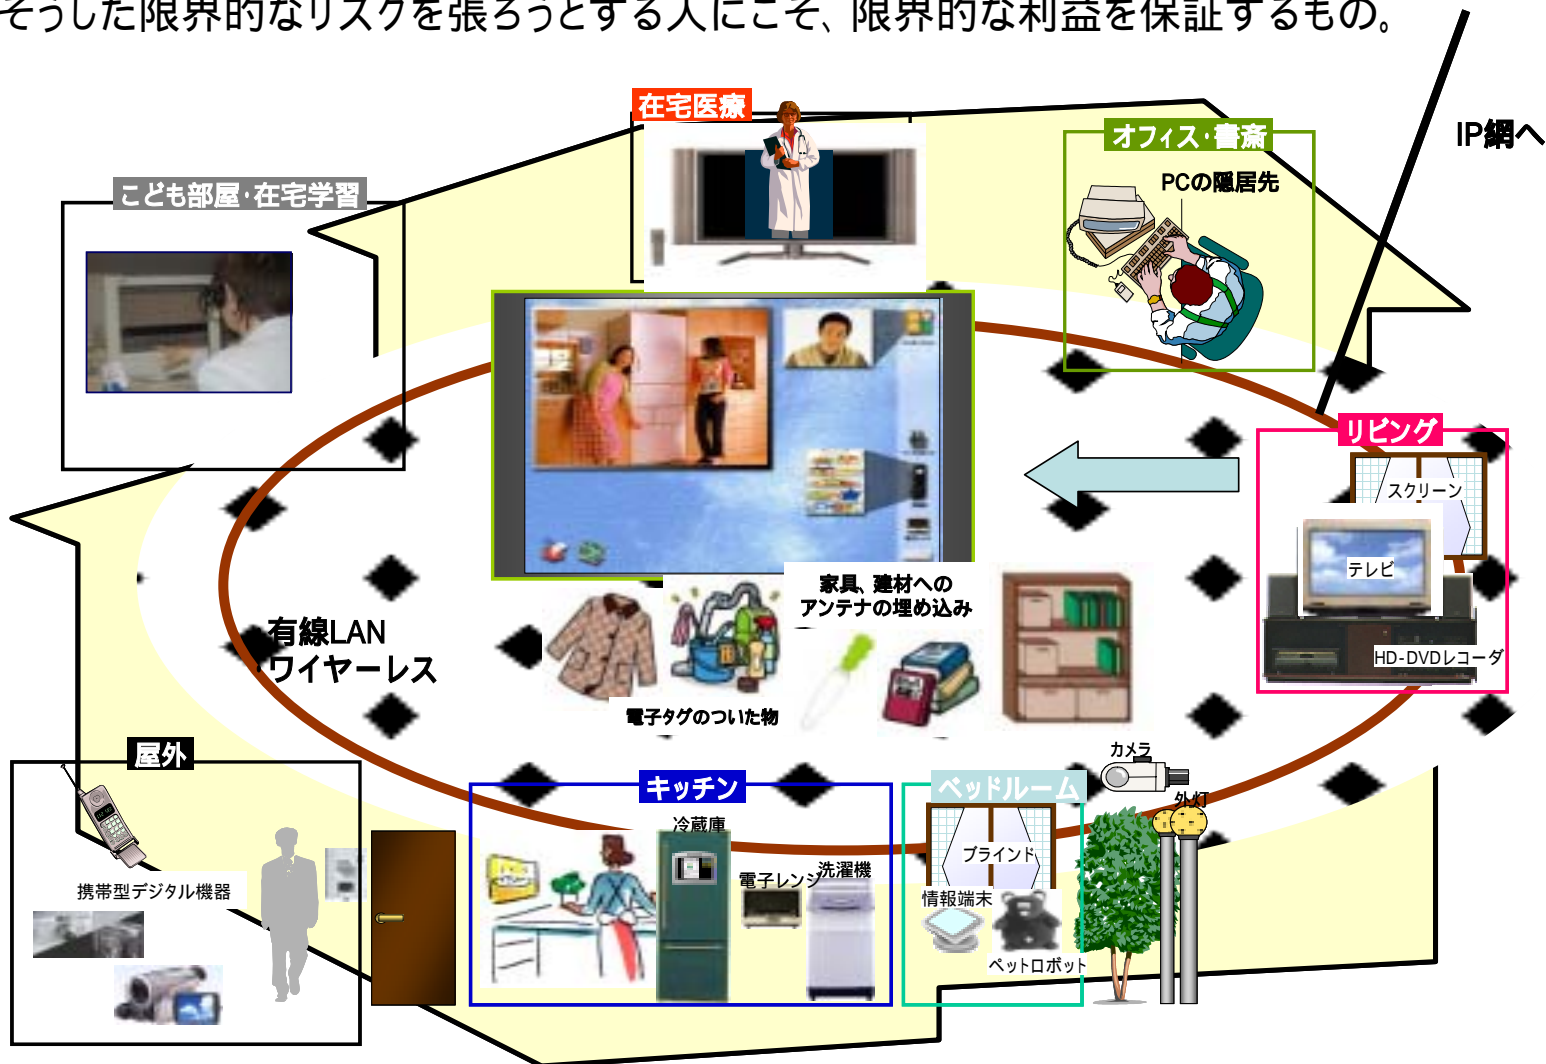 そうした限界的なリスクを張ろうとする人にこそ、限界的な利益を保証するもの。
在宅医療
オフィス・書斎
IP網へ
PCの隠居先
こども部屋・在宅学習
リビング
スクリーン
テレビ
HD-DVDレコーダ
家具、建材への
アンテナの埋め込み
有線LAN
・ワイヤーレス
電子タグのついた物
屋外
携帯型デジタル機器
キッチン
冷蔵庫
電子レンジ
洗濯機
ベッドルーム
ブラインド
情報端末
ペットロボット
カメラ
外灯